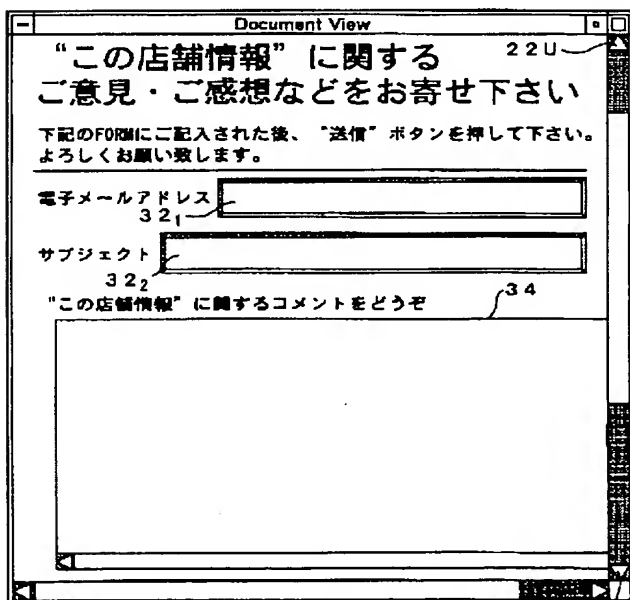 Document View
“この店舗情報” に関する
22U
ご意見・ご感想などをお寄せ下さい
下記のFORMにご記入された後、 “送信” ボタンを押して下さい。
よろしくお願い致します。
電子メールアドレス
32₁
サブジェクト
32₂
“この店舗情報” に関するコメントをどうぞ
34